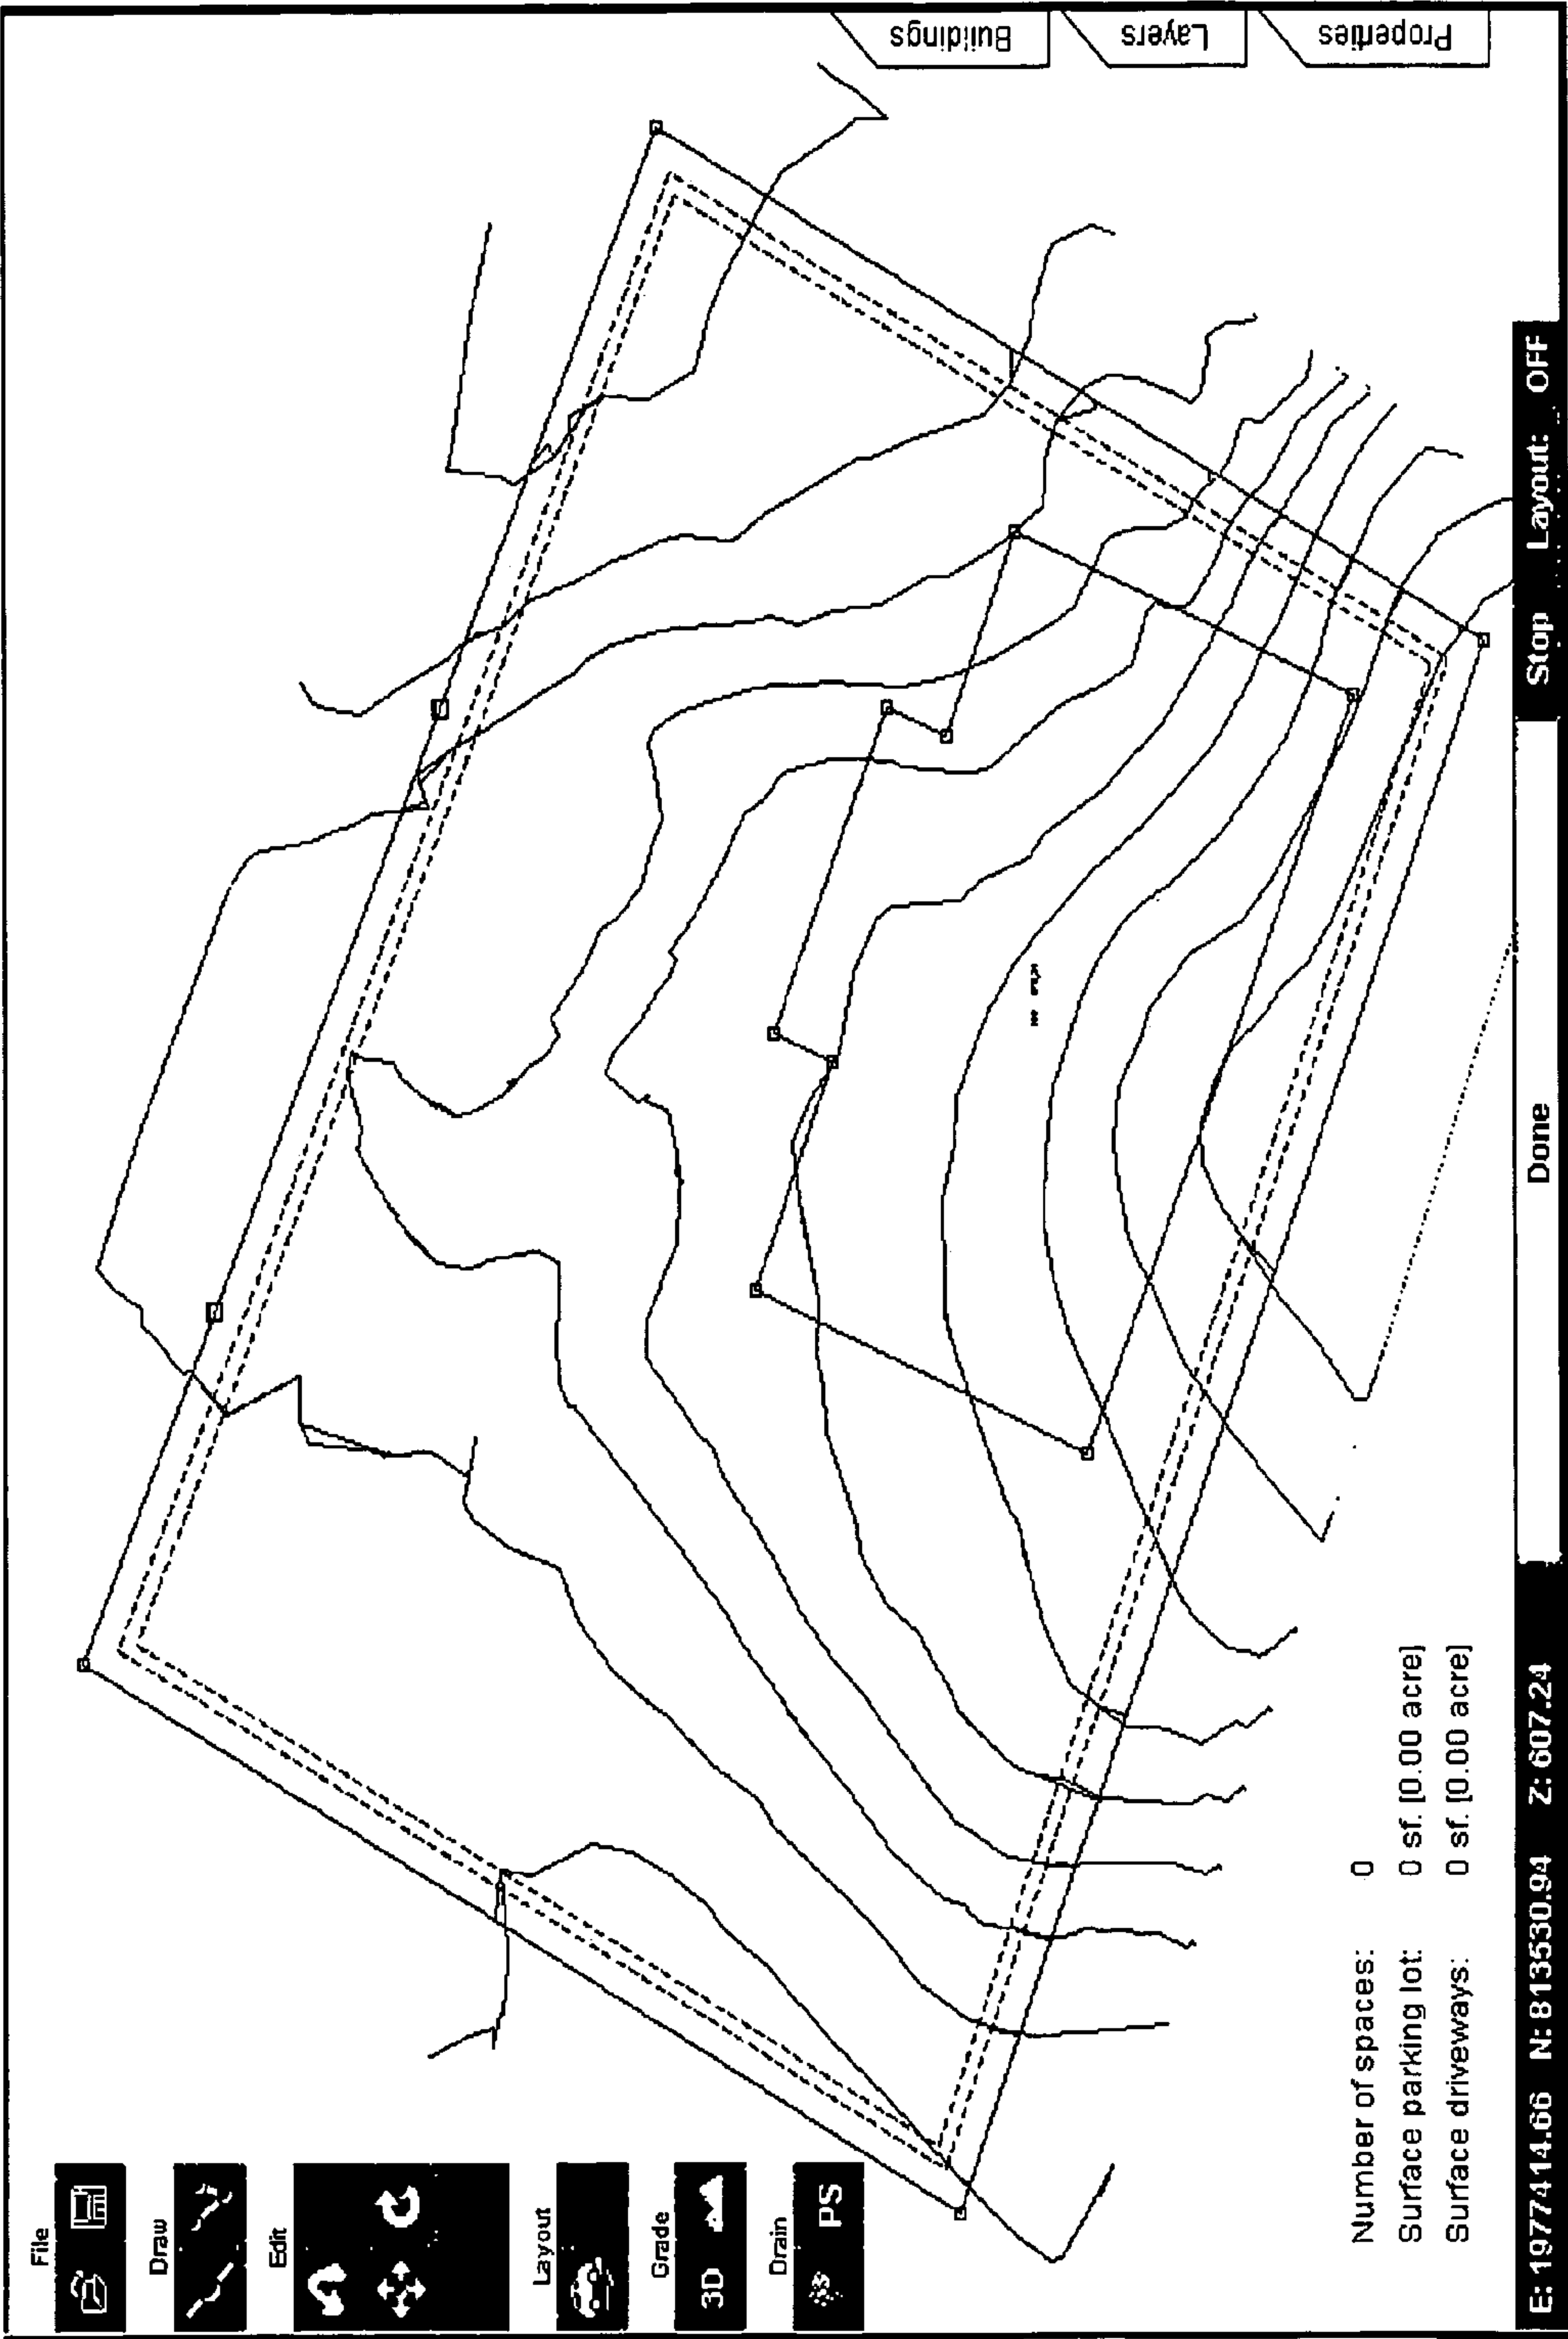 File
Draw
Edit
Layout
Grade
3D
Drain
PS
Buildings
Layers
Properties
Number of spaces: 0
Surface parking lot: 0 sf. [0.00 acre]
Surface driveways: 0 sf. [0.00 acre]
E: 1977414.66 N: 813530.94 Z: 607.24 Done Stop Layout: OFF